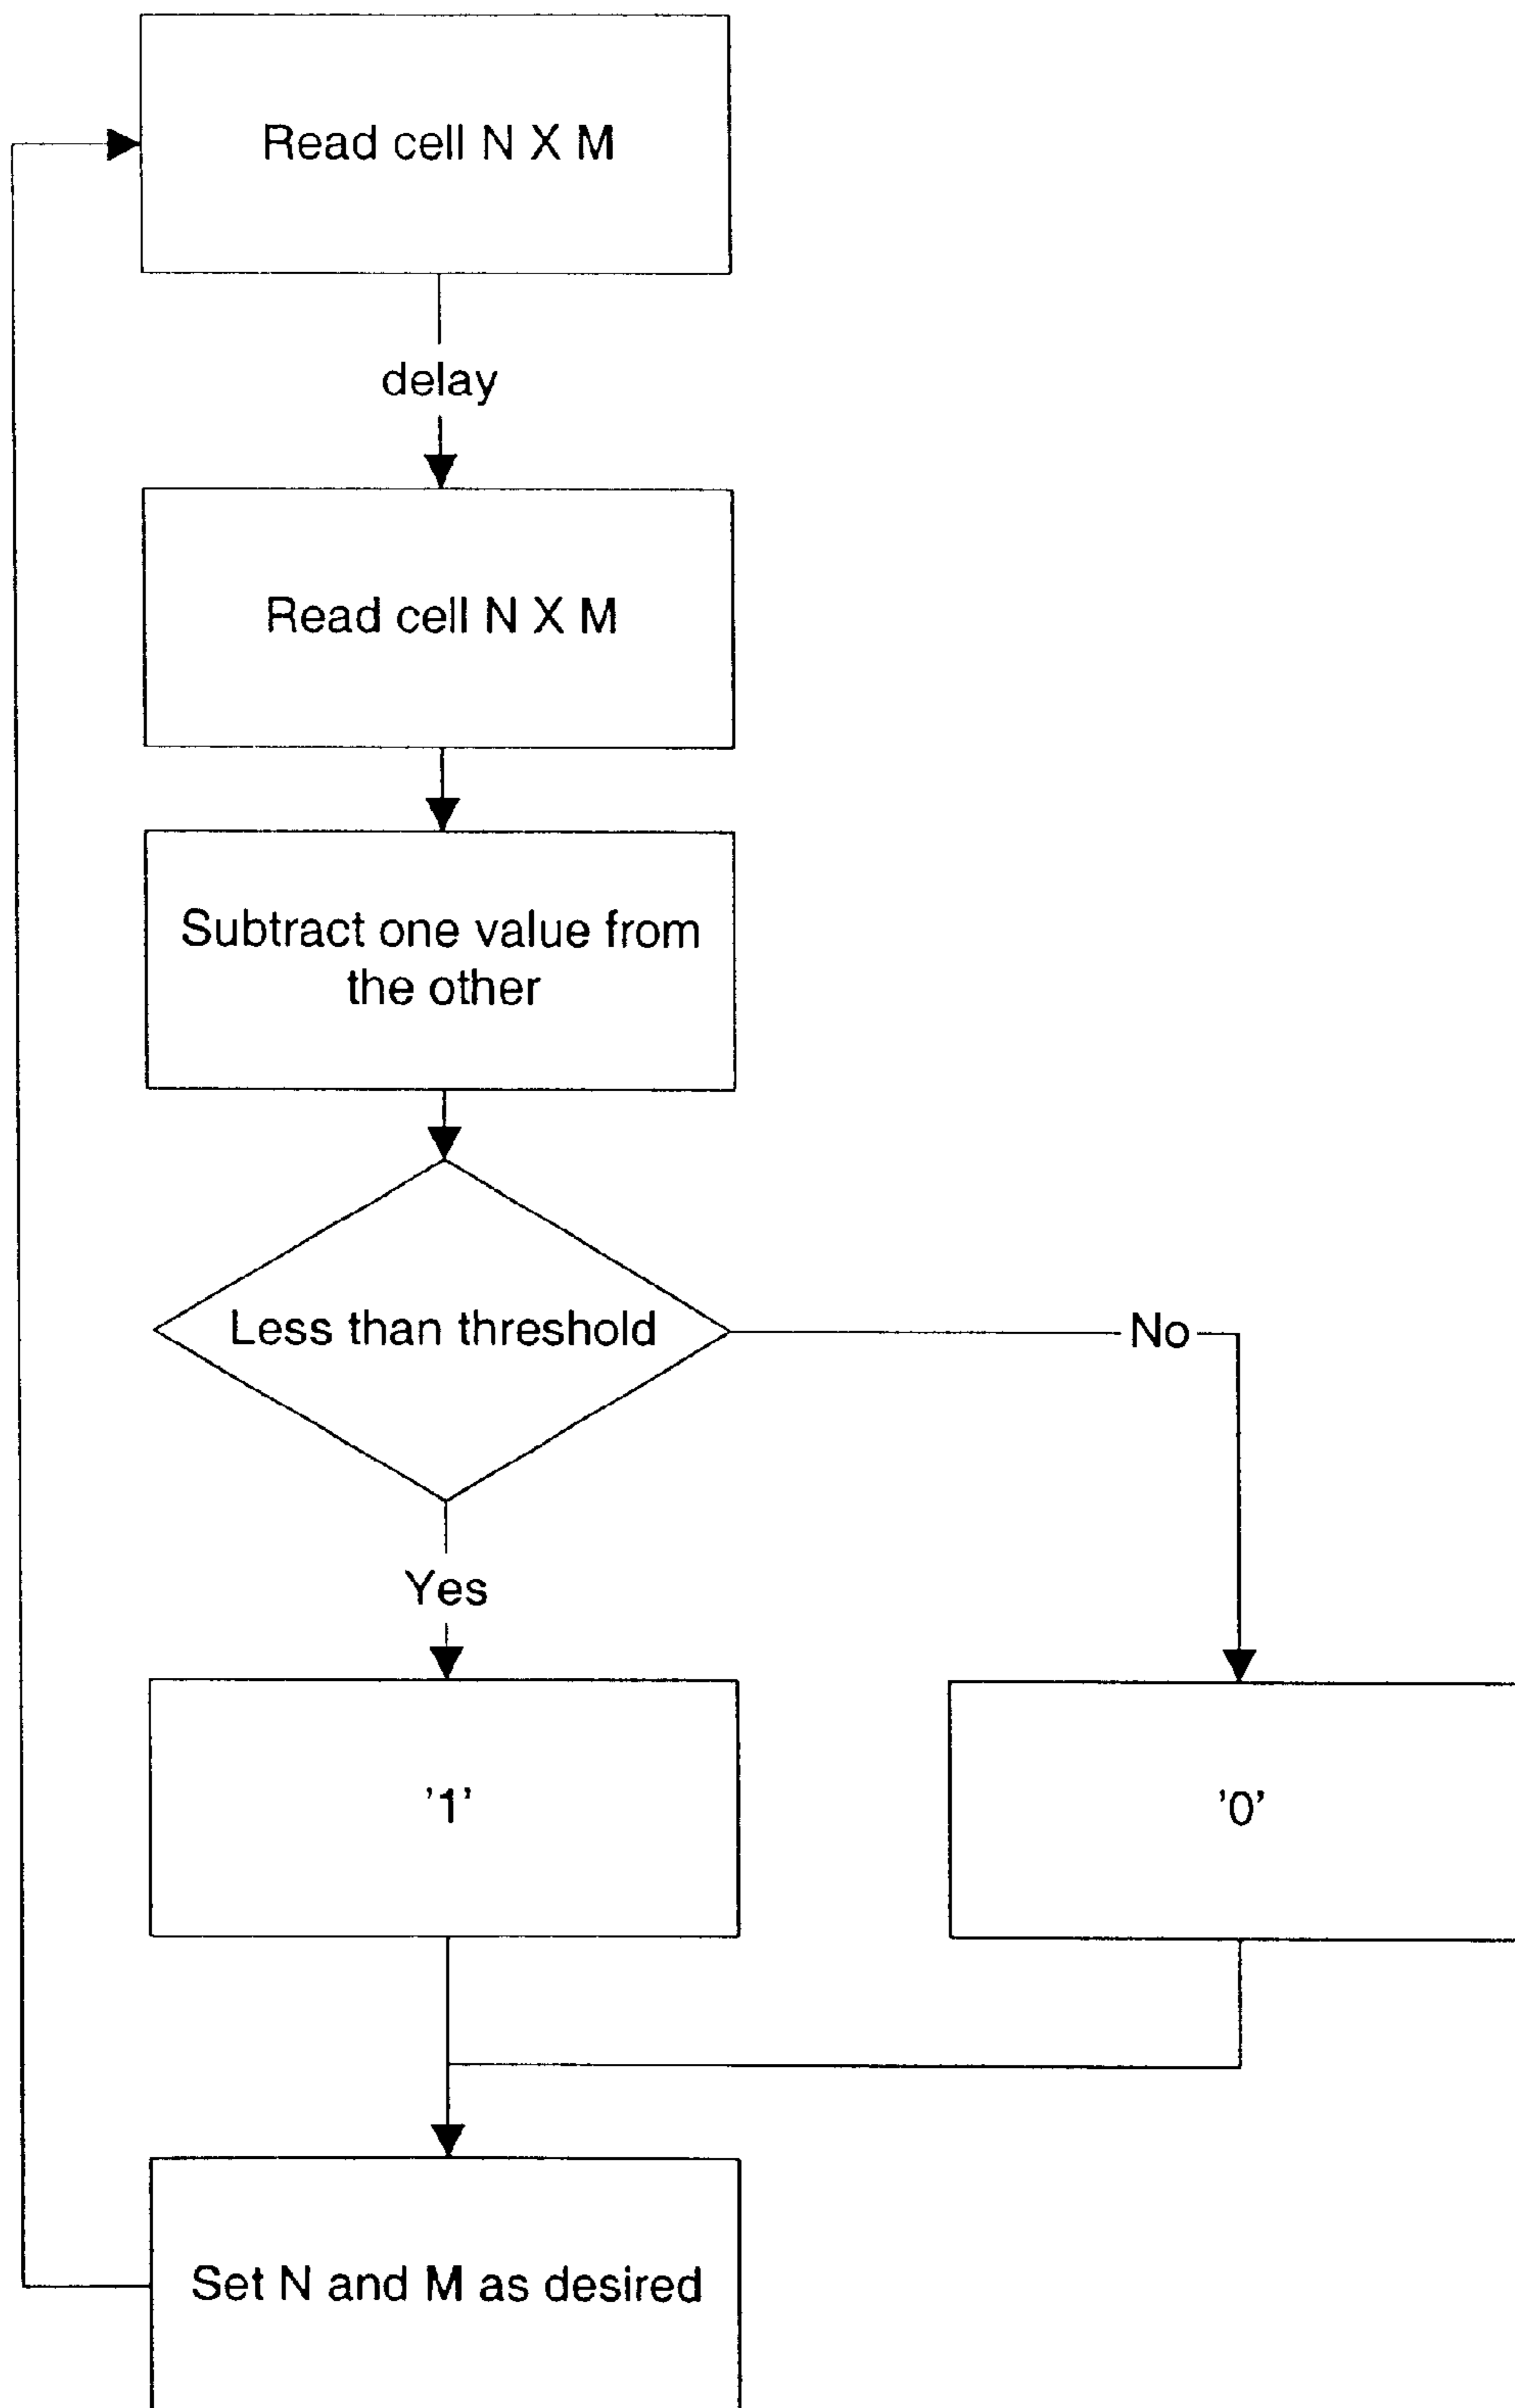 Read cell N X M
delay
Read cell N X M
Subtract one value from
the other
Less than threshold
No
Yes
'1'
'0'
Set N and M as desired